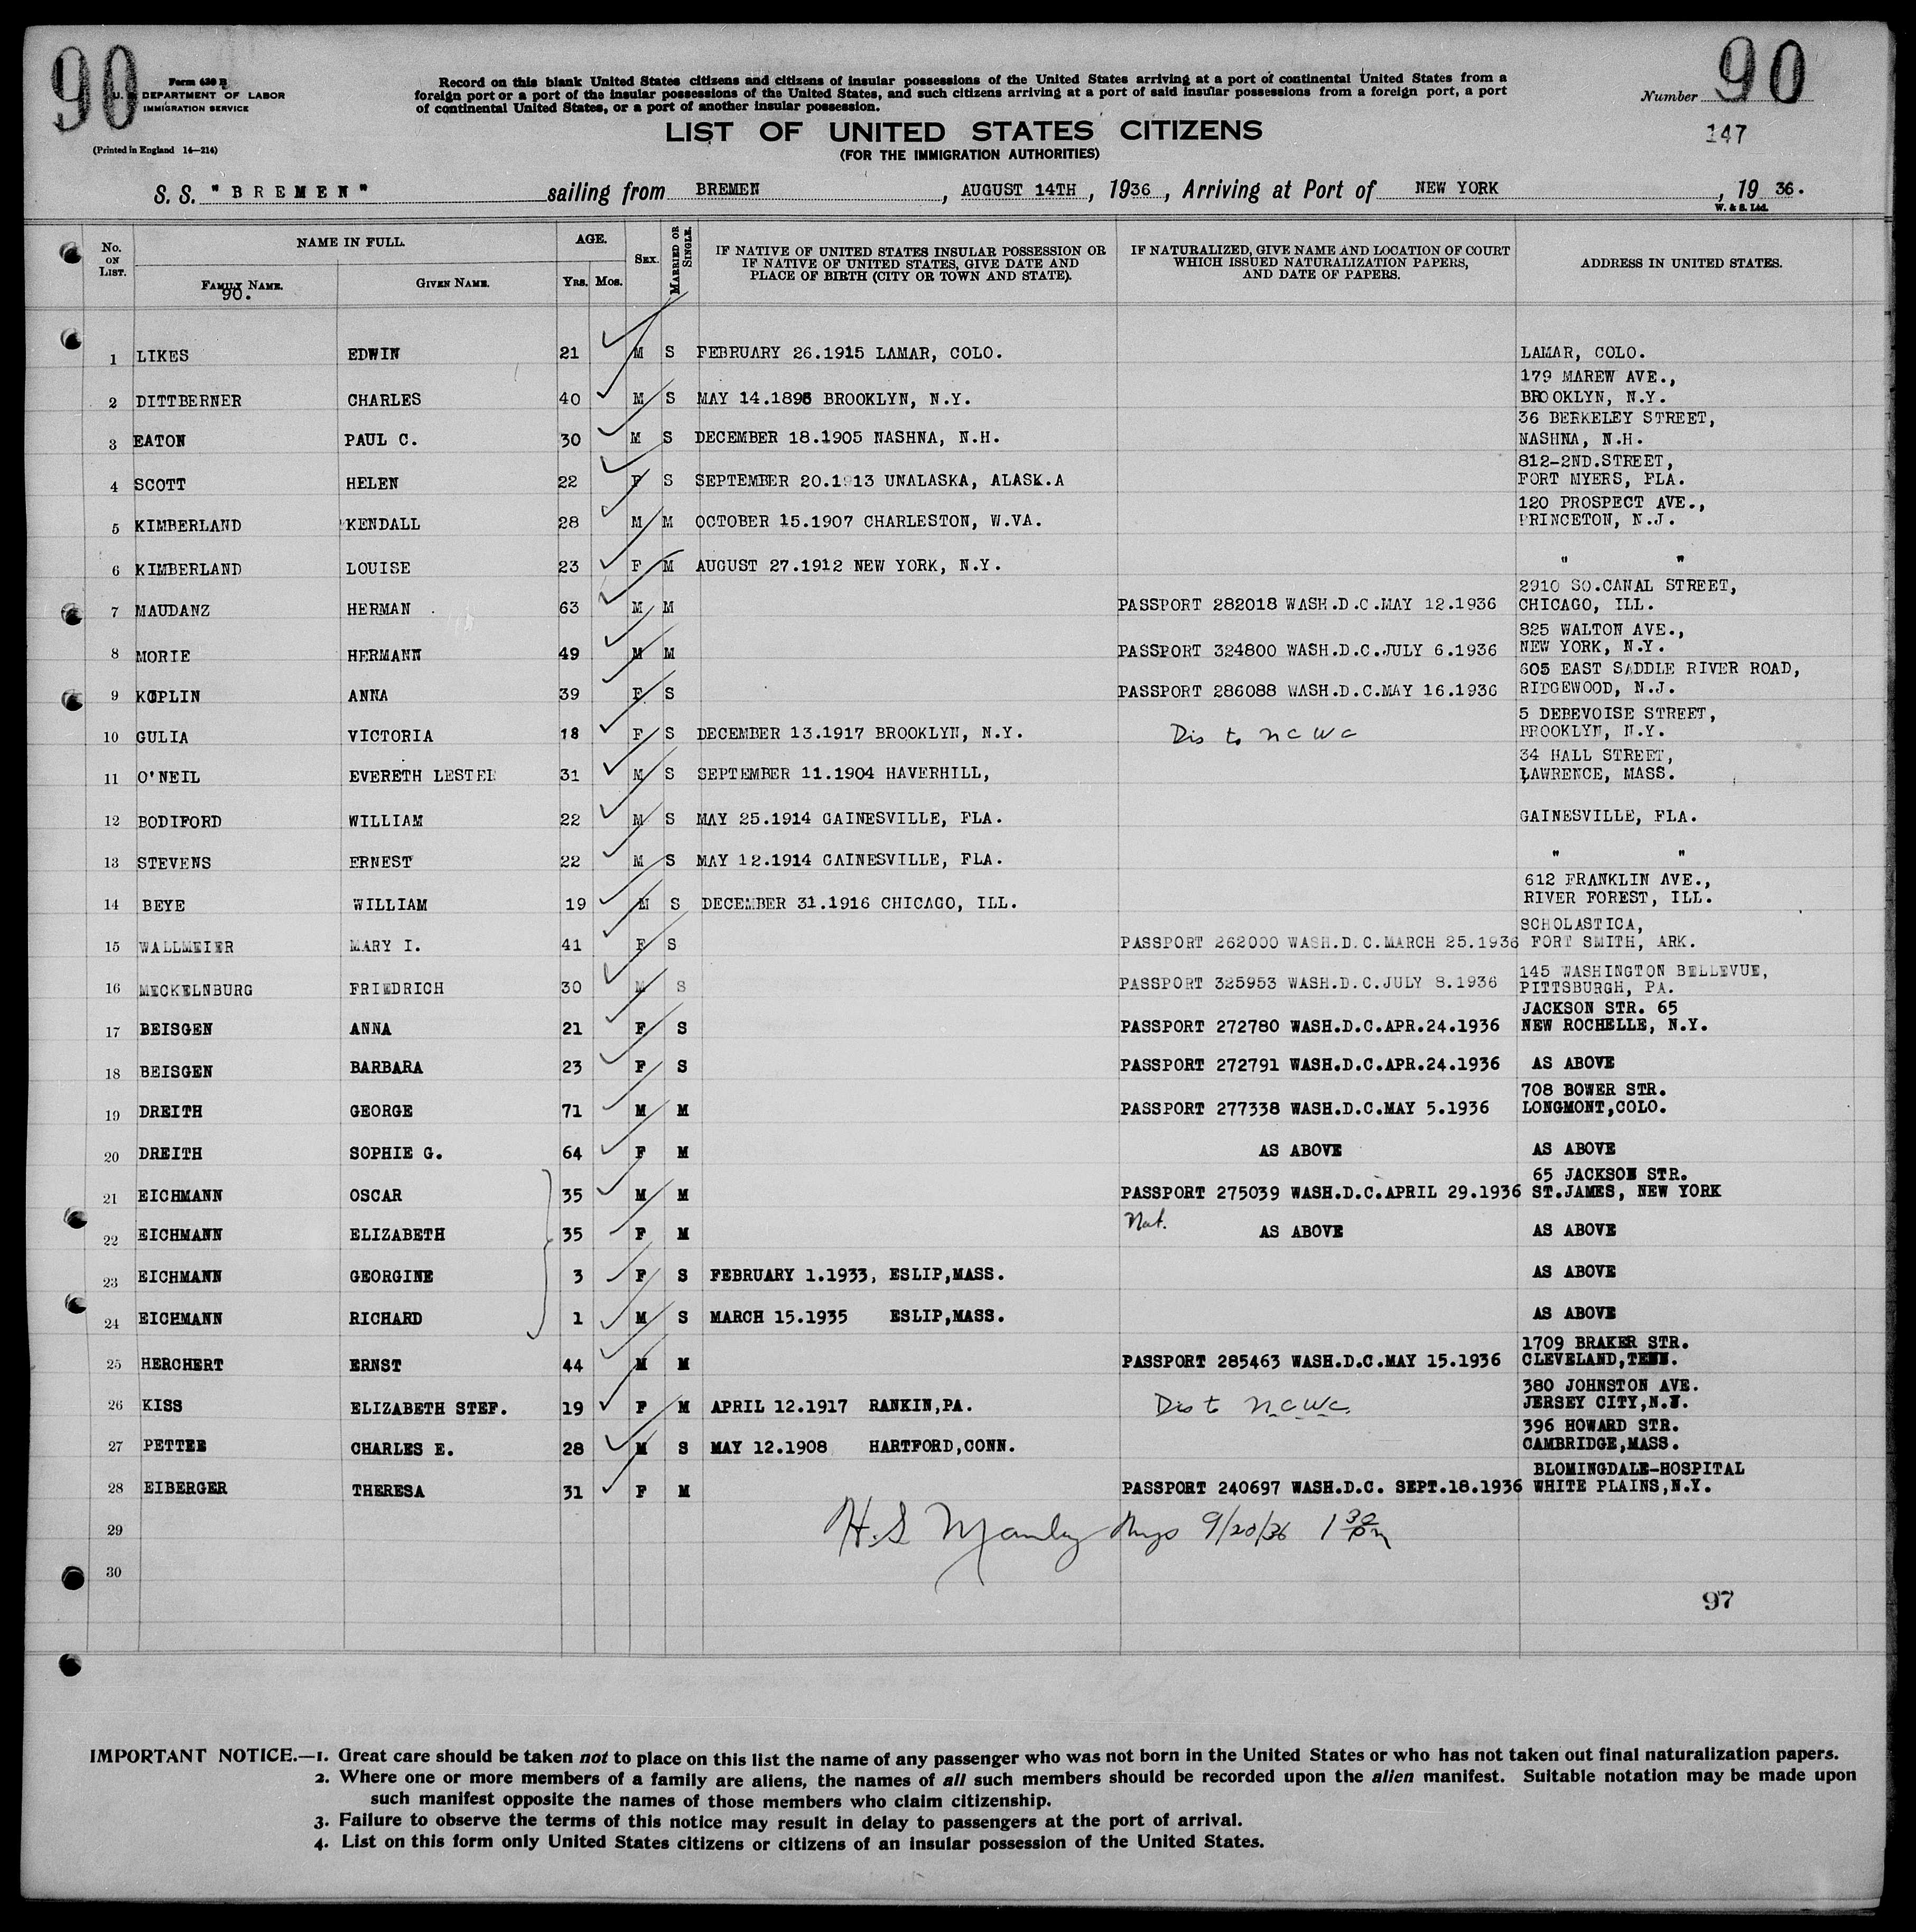 90
90
Form 630 B
U. S. DEPARTMENT OF LABOR
IMMIGRATION SERVICE
(Printed in England 14—214)
Record on this blank United States citizens and citizens of insular possessions of the United States arriving at a port of continental United States from a
foreign port or a port of the insular possessions of the United States, and such citizens arriving at a port of said insular possessions from a foreign port, a port
of continental United States, or a port of another insular possession.
Number
147
LIST OF UNITED STATES CITIZENS
(FOR THE IMMIGRATION AUTHORITIES)
S. S. "BREMEN" sailing from BREMEN, AUGUST 14TH, 1936, Arriving at Port of NEW YORK, 19 36.
W. & S. Ltd.
No. ON LIST. NAME IN FULL. AGE. SEX. MARRIED OR SINGLE. IF NATIVE OF UNITED STATES INSULAR POSSESSION OR IF NATIVE OF UNITED STATES, GIVE DATE AND PLACE OF BIRTH (CITY OR TOWN AND STATE). IF NATURALIZED, GIVE NAME AND LOCATION OF COURT WHICH ISSUED NATURALIZATION PAPERS, AND DATE OF PAPERS. ADDRESS IN UNITED STATES.
FAMILY NAME. GIVEN NAME. YRS. MOS.
90.
1 LIKES EDWIN 21 M S FEBRUARY 26.1915 LAMAR, COLO. LAMAR, COLO.
179 MAREW AVE.,
2 DITTBERNER CHARLES 40 M S MAY 14.1896 BROOKLYN, N.Y. BROOKLYN, N.Y.
36 BERKELEY STREET,
3 EATON PAUL C. 30 M S DECEMBER 18.1905 NASHNA, N.H. NASHNA, N.H.
812-2ND.STREET,
4 SCOTT HELEN 22 F S SEPTEMBER 20.1913 UNALASKA, ALASK.A FORT MYERS, FLA.
120 PROSPECT AVE.,
5 KIMBERLAND KENDALL 28 M M OCTOBER 15.1907 CHARLESTON, W.VA. PRINCETON, N.J.
6 KIMBERLAND LOUISE 23 F M AUGUST 27.1912 NEW YORK, N.Y. " "
2910 SO.CANAL STREET,
7 MAUDANZ HERMAN 63 M M PASSPORT 282018 WASH.D.C.MAY 12.1936 CHICAGO, ILL.
825 WALTON AVE.,
8 MORIE HERMANN 49 M M PASSPORT 324800 WASH.D.C.JULY 6.1936 NEW YORK, N.Y.
605 EAST SADDLE RIVER ROAD,
9 ANNA 39 F S PASSPORT 286088 WASH.D.C.MAY 16.1936 RIDGEWOOD, N.J.
5 DEBEVOISE STREET,
10 GULIA VICTORIA 18 F S DECEMBER 13.1917 BROOKLYN, N.Y. Dis to NCWC BROOKLYN, N.Y.
34 HALL STREET,
11 O'NEIL EVERETH LESTER 31 M S SEPTEMBER 11.1904 HAVERHILL, LAWRENCE, MASS.
12 BODIFORD WILLIAM 22 M S MAY 25.1914 GAINESVILLE, FLA. GAINESVILLE, FLA.
13 STEVENS ERNEST 22 M S MAY 12.1914 GAINESVILLE, FLA. " "
612 FRANKLIN AVE.,
14 BEYE WILLIAM 19 M S DECEMBER 31.1916 CHICAGO, ILL. RIVER FOREST, ILL.
SCHOLASTICA,
15 WALLMEIER MARY I. 41 F S PASSPORT 262000 WASH.D.C.MARCH 25.1936 FORT SMITH, ARK.
145 WASHINGTON BELLEVUE,
16 MECKELNBURG FRIEDRICH 30 M S PASSPORT 325953 WASH.D.C.JULY 8.1936 PITTSBURGH, PA.
JACKSON STR. 65
17 BEISGEN ANNA 21 F S PASSPORT 272780 WASH.D.C.APR.24.1936 NEW ROCHELLE, N.Y.
18 BEISGEN BARBARA 23 F S PASSPORT 272791 WASH.D.C.APR.24.1936 AS ABOVE
708 BOWER STR.
19 DREITH GEORGE 71 M M PASSPORT 277338 WASH.D.C.MAY 5.1936 LONGMONT,COLO.
20 DREITH SOPHIE G. 64 F M AS ABOVE AS ABOVE
65 JACKSON STR.
21 EICHMANN OSCAR 35 M M PASSPORT 275039 WASH.D.C.APRIL 29.1936 ST.JAMES, NEW YORK
22 EICHMANN ELIZABETH 35 F M Nat. AS ABOVE AS ABOVE
23 EICHMANN GEORGINE 3 F S FEBRUARY 1.1933, ESLIP,MASS. AS ABOVE
24 EICHMANN RICHARD 1 M S MARCH 15.1935 ESLIP,MASS. AS ABOVE
1709 BRAKER STR.
25 HERCHERT ERNST 44 M M PASSPORT 285463 WASH.D.C.MAY 15.1936 CLEVELAND,TENN.
380 JOHNSTON AVE.
26 KISS ELIZABETH STEF. 19 F M APRIL 12.1917 RANKIN,PA. Dis to NCWC. JERSEY CITY,N.J.
396 HOWARD STR.
27 PETTEE CHARLES E. 28 M S MAY 12.1908 HARTFORD,CONN. CAMBRIDGE,MASS.
BLOMINGDALE-HOSPITAL
28 EIBERGER THERESA 31 F M PASSPORT 240697 WASH.D.C. SEPT.18.1936 WHITE PLAINS,N.Y.
29 H.S Manley 9/20/36 1 30 pm
30
97
IMPORTANT NOTICE.—1. Great care should be taken not to place on this list the name of any passenger who was not born in the United States or who has not taken out final naturalization papers.
2. Where one or more members of a family are aliens, the names of all such members should be recorded upon the alien manifest. Suitable notation may be made upon
such manifest opposite the names of those members who claim citizenship.
3. Failure to observe the terms of this notice may result in delay to passengers at the port of arrival.
4. List on this form only United States citizens or citizens of an insular possession of the United States.